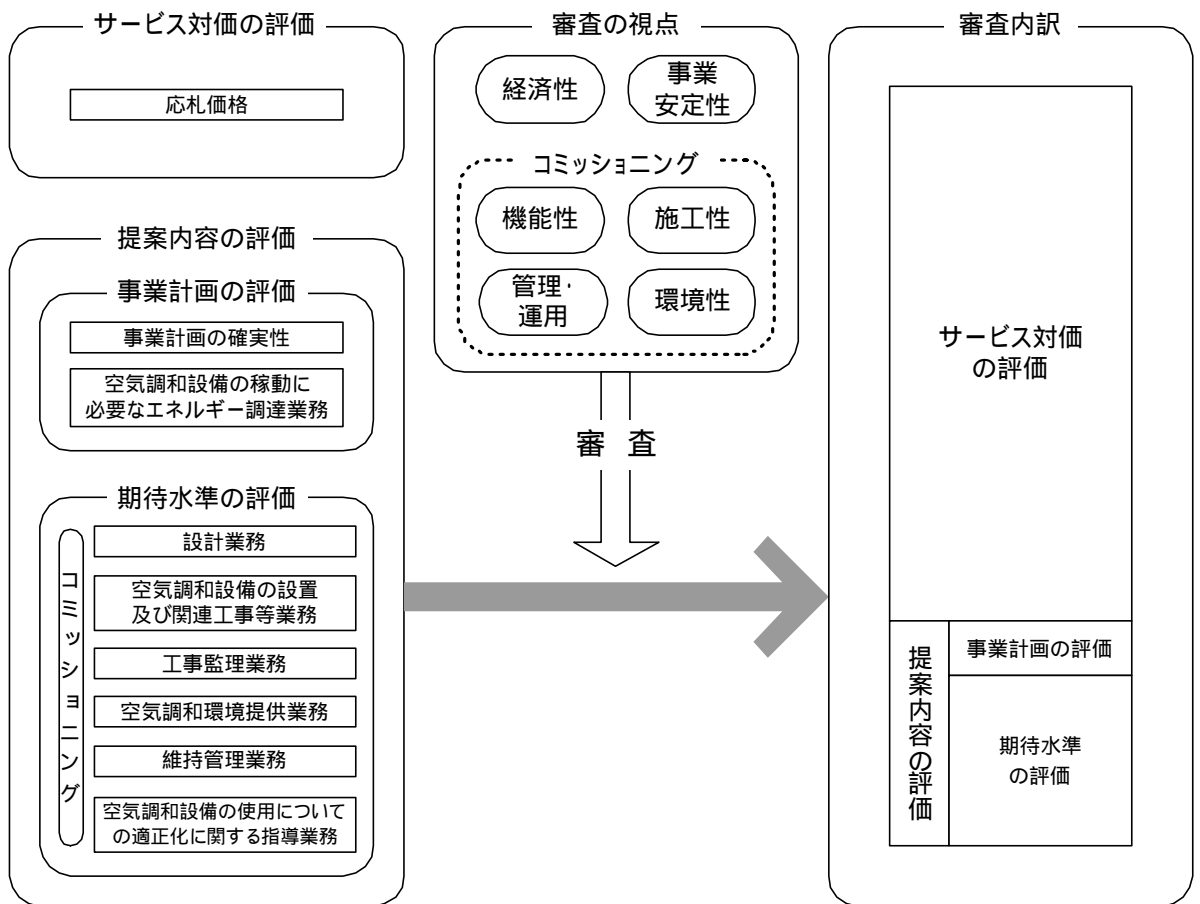 サービス対価の評価
応札価格
提案内容の評価
事業計画の評価
事業計画の確実性
空気調和設備の稼動に
必要なエネルギー調達業務
期待水準の評価
コミッショニング
設計業務
空気調和設備の設置
及び関連工事等業務
工事監理業務
空気調和環境提供業務
維持管理業務
空気調和設備の使用について
の適正化に関する指導業務
審査の視点
経済性
事業
安定性
コミッショニング
機能性
施工性
管理・
運用
環境性
審 査
審査内訳
サービス対価
の評価
提案内容の評価
事業計画の評価
期待水準
の評価